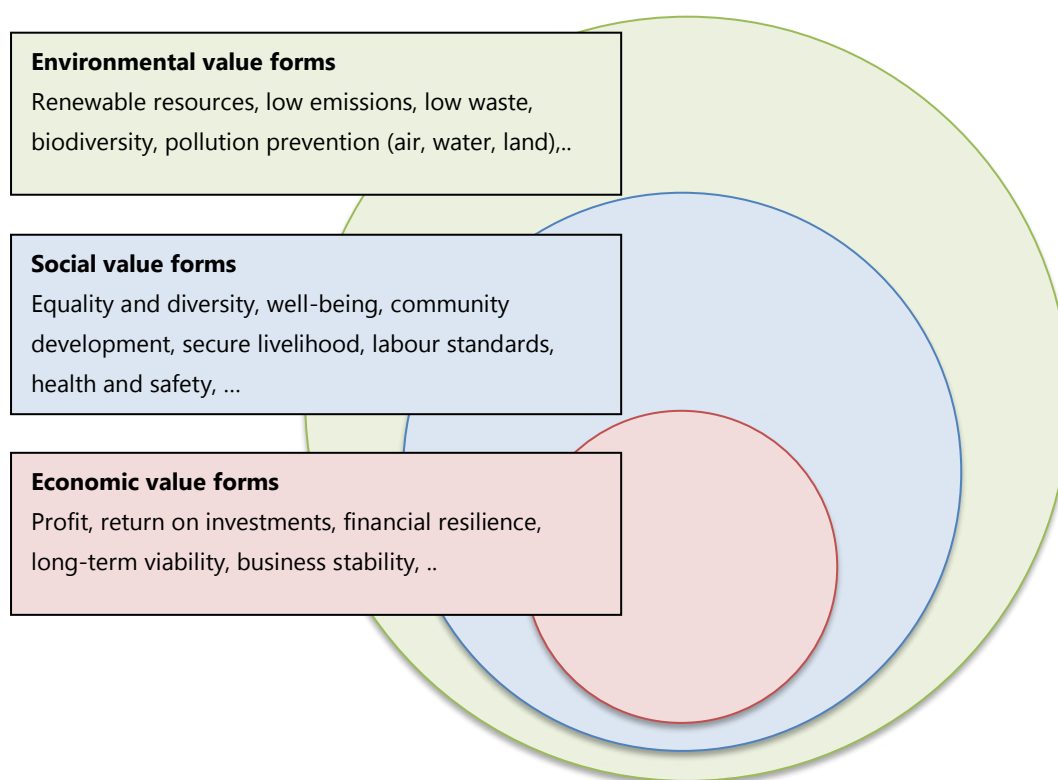 Environmental value forms
Renewable resources, low emissions, low waste,
biodiversity, pollution prevention (air, water, land),..
Social value forms
Equality and diversity, well-being, community
development, secure livelihood, labour standards,
health and safety, ...
Economic value forms
Profit, return on investments, financial resilience,
long-term viability, business stability, ..